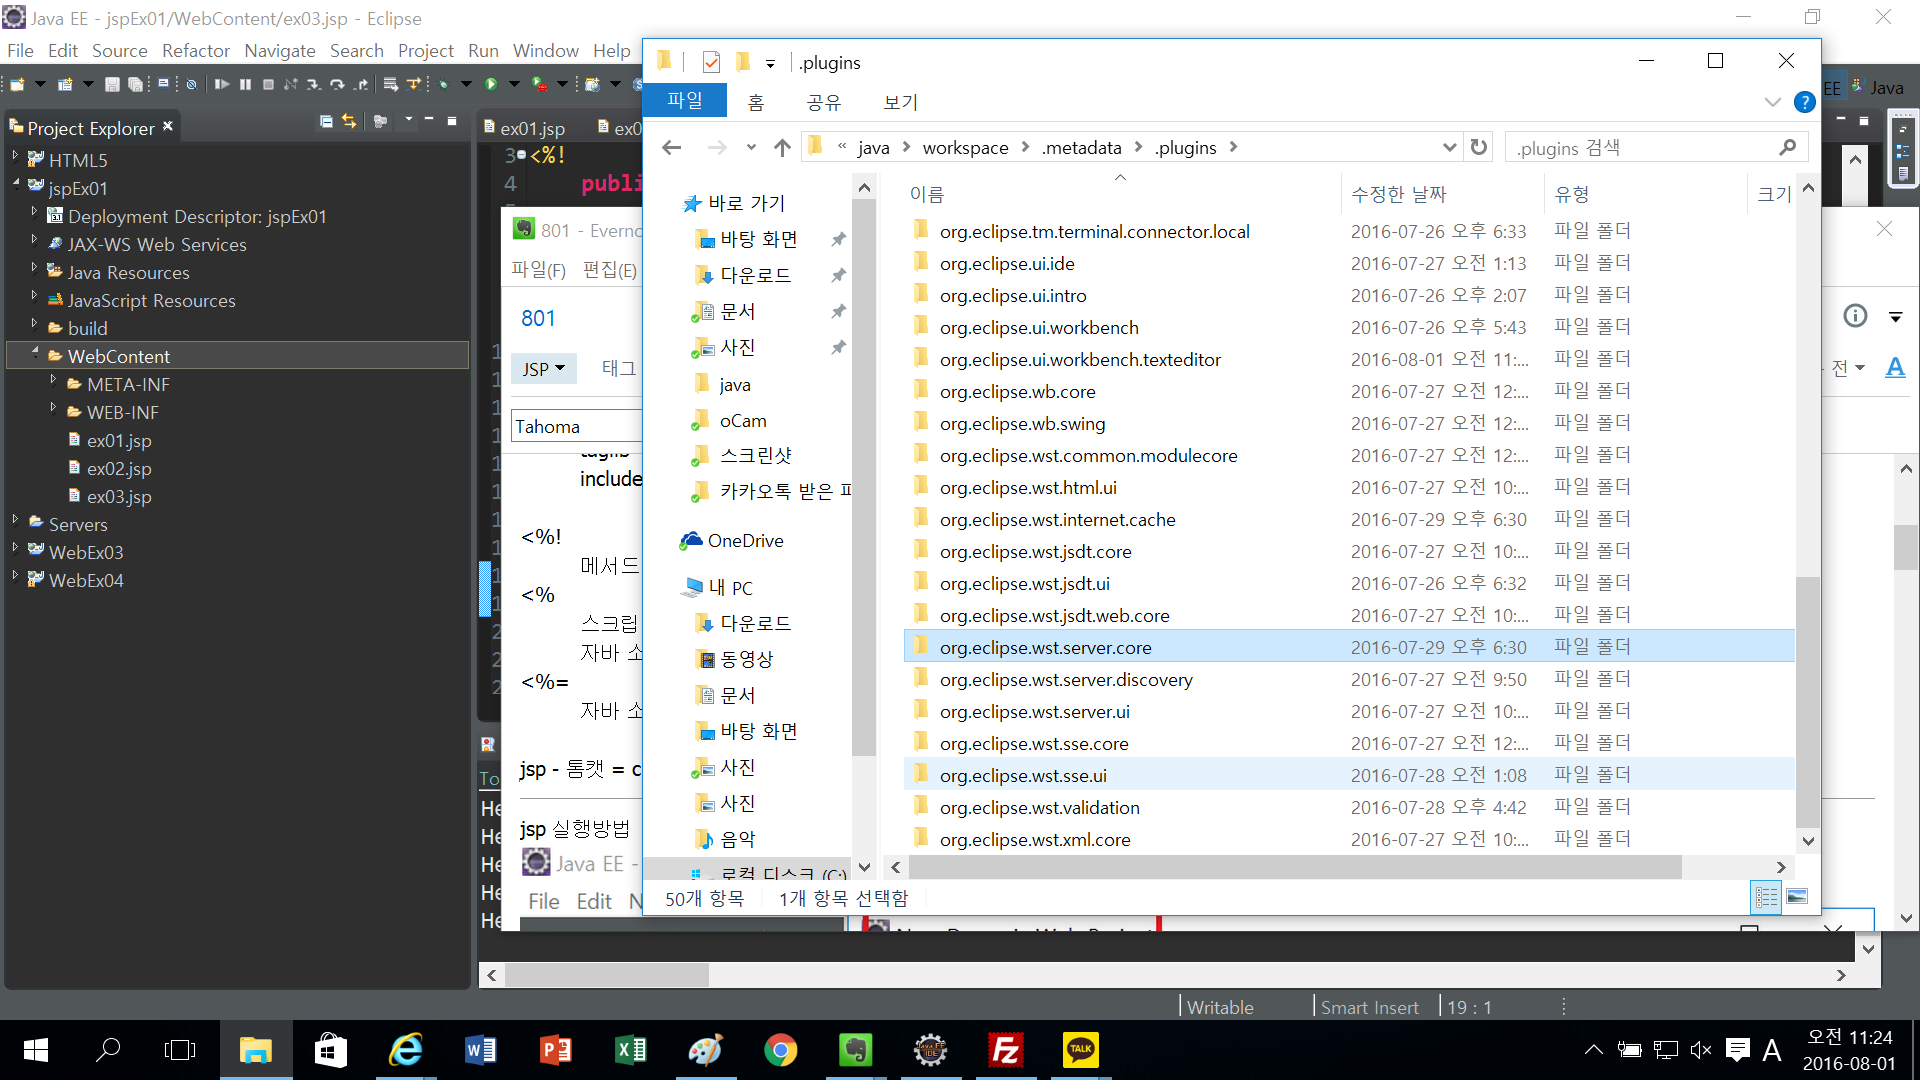 Java EE - jspEx01/WebContent/ex03.jsp - Eclipse
File Edit Source Refactor Navigate Search Project Run Window Help
Project Explorer
HTML5
jspEx01
Deployment Descriptor: jspEx01
JAX-WS Web Services
Java Resources
JavaScript Resources
build
WebContent
META-INF
WEB-INF
ex01.jsp
ex02.jsp
ex03.jsp
Servers
WebEx03
WebEx04
ex01.jsp
3 <%!
4
EE Java
801 - Everno
파일(F) 편집(E)
801
JSP 태그
Tahoma
include
<%!
메서드
<%
스크립
자바 소
<%=
자바 소
jsp - 톰캣 = c
jsp 실행방법
Java EE -
File Edit N
.plugins
파일 홈 공유 보기
« java > workspace > .metadata > .plugins >
.plugins 검색
바로 가기
바탕 화면
다운로드
문서
사진
java
oCam
스크린샷
카카오톡 받은 파
OneDrive
내 PC
다운로드
동영상
문서
바탕 화면
사진
사진
음악
로컬 디스크 (C:)
이름 수정한 날짜 유형 크기
org.eclipse.tm.terminal.connector.local 2016-07-26 오후 6:33 파일 폴더
org.eclipse.ui.ide 2016-07-27 오전 1:13 파일 폴더
org.eclipse.ui.intro 2016-07-26 오후 2:07 파일 폴더
org.eclipse.ui.workbench 2016-07-26 오후 5:43 파일 폴더
org.eclipse.ui.workbench.texteditor 2016-08-01 오전 11:... 파일 폴더
org.eclipse.wb.core 2016-07-27 오전 12:... 파일 폴더
org.eclipse.wb.swing 2016-07-27 오전 12:... 파일 폴더
org.eclipse.wst.common.modulecore 2016-07-27 오전 12:... 파일 폴더
org.eclipse.wst.html.ui 2016-07-27 오전 10:... 파일 폴더
org.eclipse.wst.internet.cache 2016-07-29 오후 6:30 파일 폴더
org.eclipse.wst.jsdt.core 2016-07-27 오전 10:... 파일 폴더
org.eclipse.wst.jsdt.ui 2016-07-26 오후 6:32 파일 폴더
org.eclipse.wst.jsdt.web.core 2016-07-27 오전 10:... 파일 폴더
org.eclipse.wst.server.core 2016-07-29 오후 6:30 파일 폴더
org.eclipse.wst.server.discovery 2016-07-27 오전 9:50 파일 폴더
org.eclipse.wst.server.ui 2016-07-27 오전 10:... 파일 폴더
org.eclipse.wst.sse.core 2016-07-27 오전 12:... 파일 폴더
org.eclipse.wst.sse.ui 2016-07-28 오전 1:08 파일 폴더
org.eclipse.wst.validation 2016-07-28 오후 4:42 파일 폴더
org.eclipse.wst.xml.core 2016-07-27 오전 10:... 파일 폴더
50개 항목 1개 항목 선택함
전 A
Writable Smart Insert 19 : 1
A 오전 11:24
2016-08-01